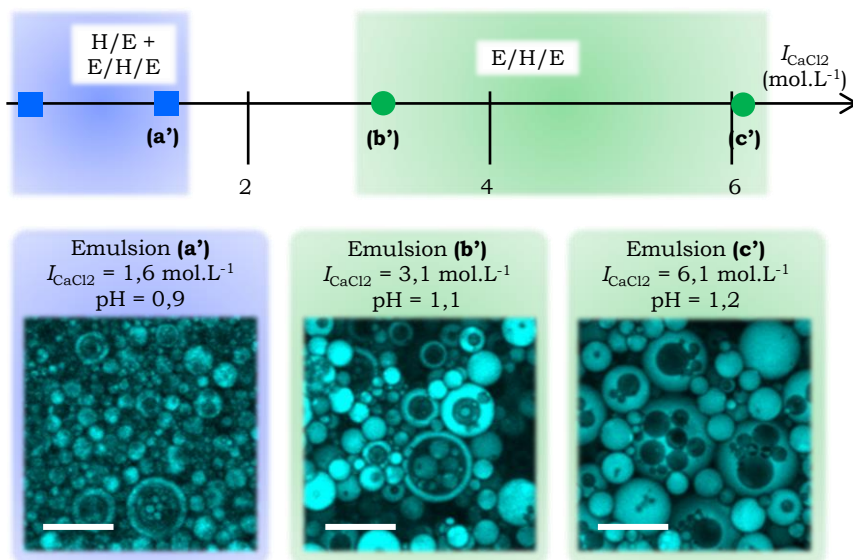 H/E +
E/H/E
E/H/E
I_CaCl2
(mol.L⁻¹)
(a’) (b’) (c’)
2 4 6
Emulsion (a’)
I_CaCl2 = 1,6 mol.L⁻¹
pH = 0,9
Emulsion (b’)
I_CaCl2 = 3,1 mol.L⁻¹
pH = 1,1
Emulsion (c’)
I_CaCl2 = 6,1 mol.L⁻¹
pH = 1,2